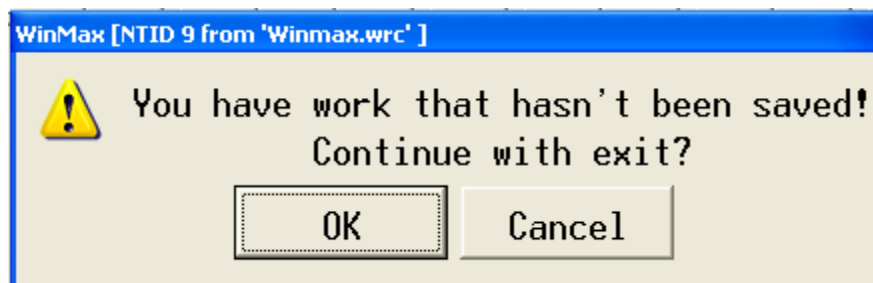 WinMax [NTID 9 from 'Winmax.wrc' ]
You have work that hasn't been saved!
Continue with exit?
OK
Cancel